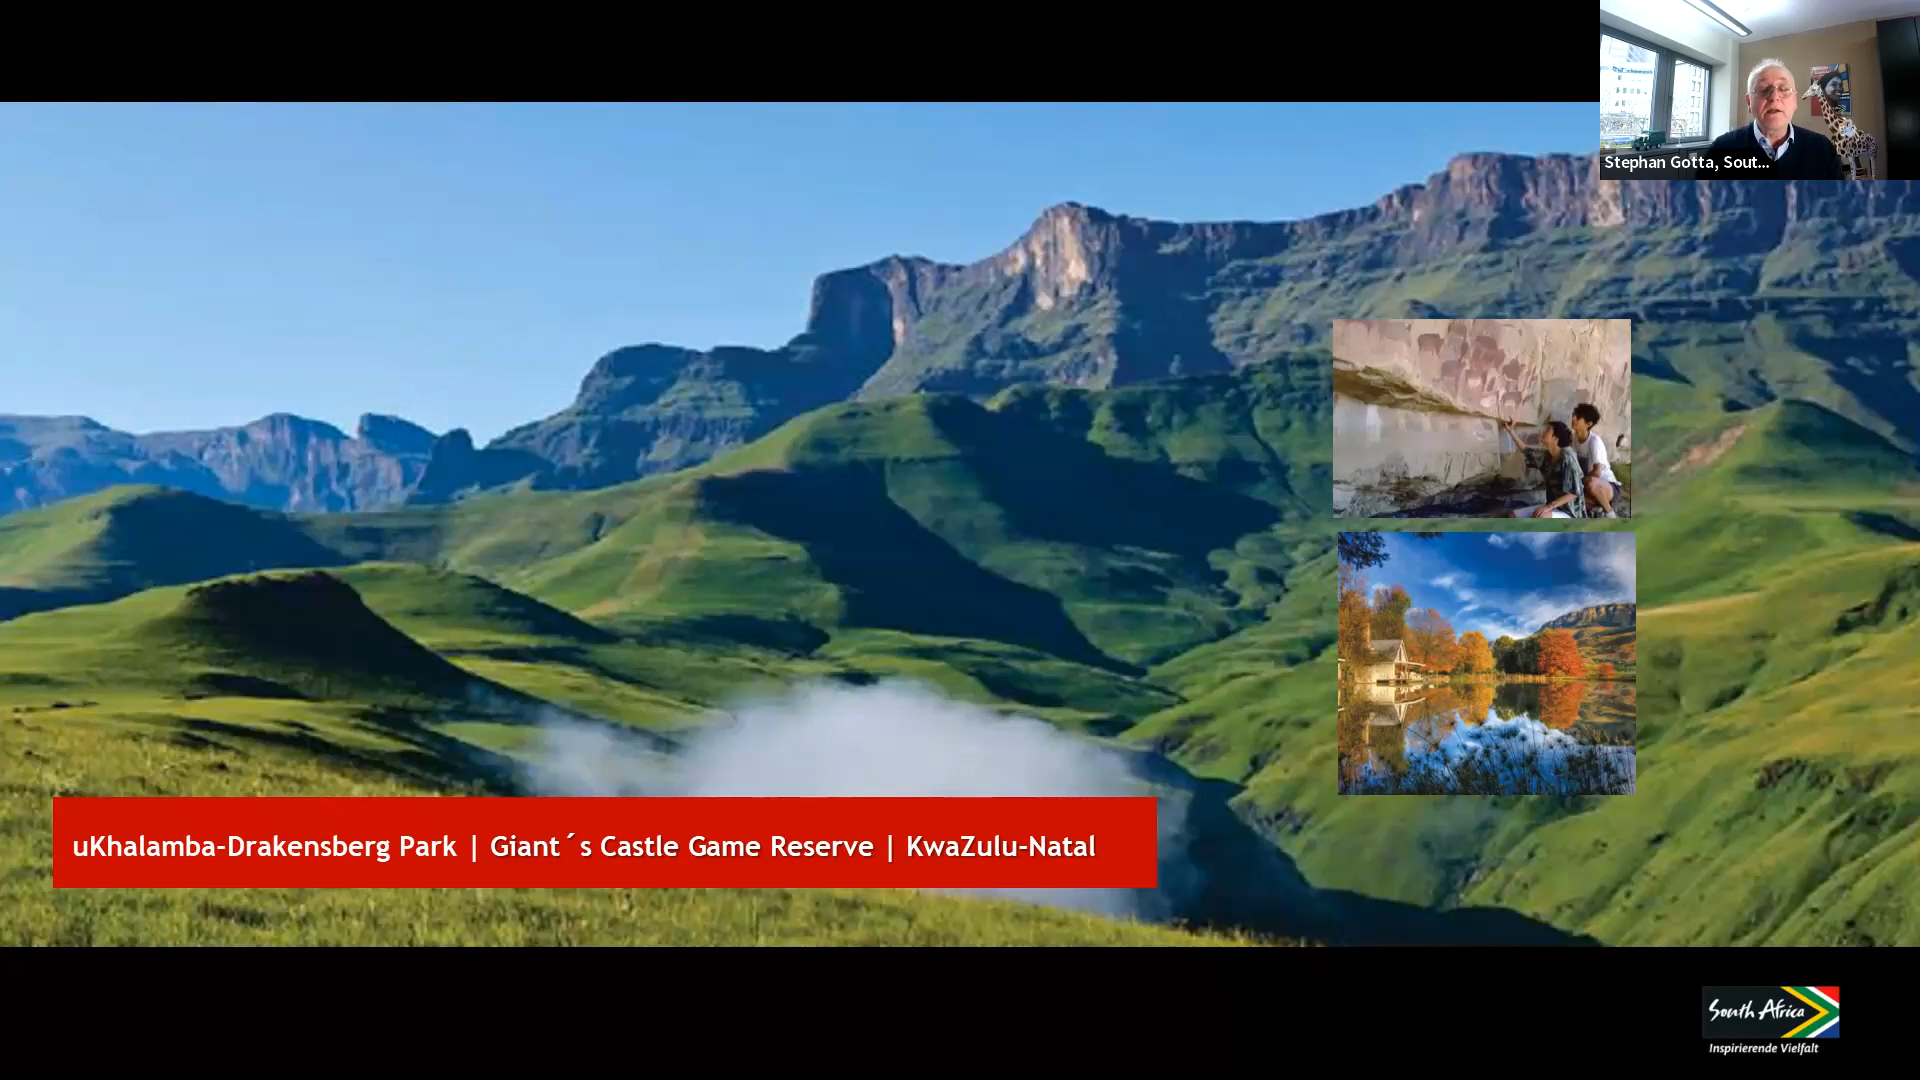 Stephan Gotta, Sout...
uKhalamba-Drakensberg Park | Giant´s Castle Game Reserve | KwaZulu-Natal
South Africa
Inspirierende Vielfalt